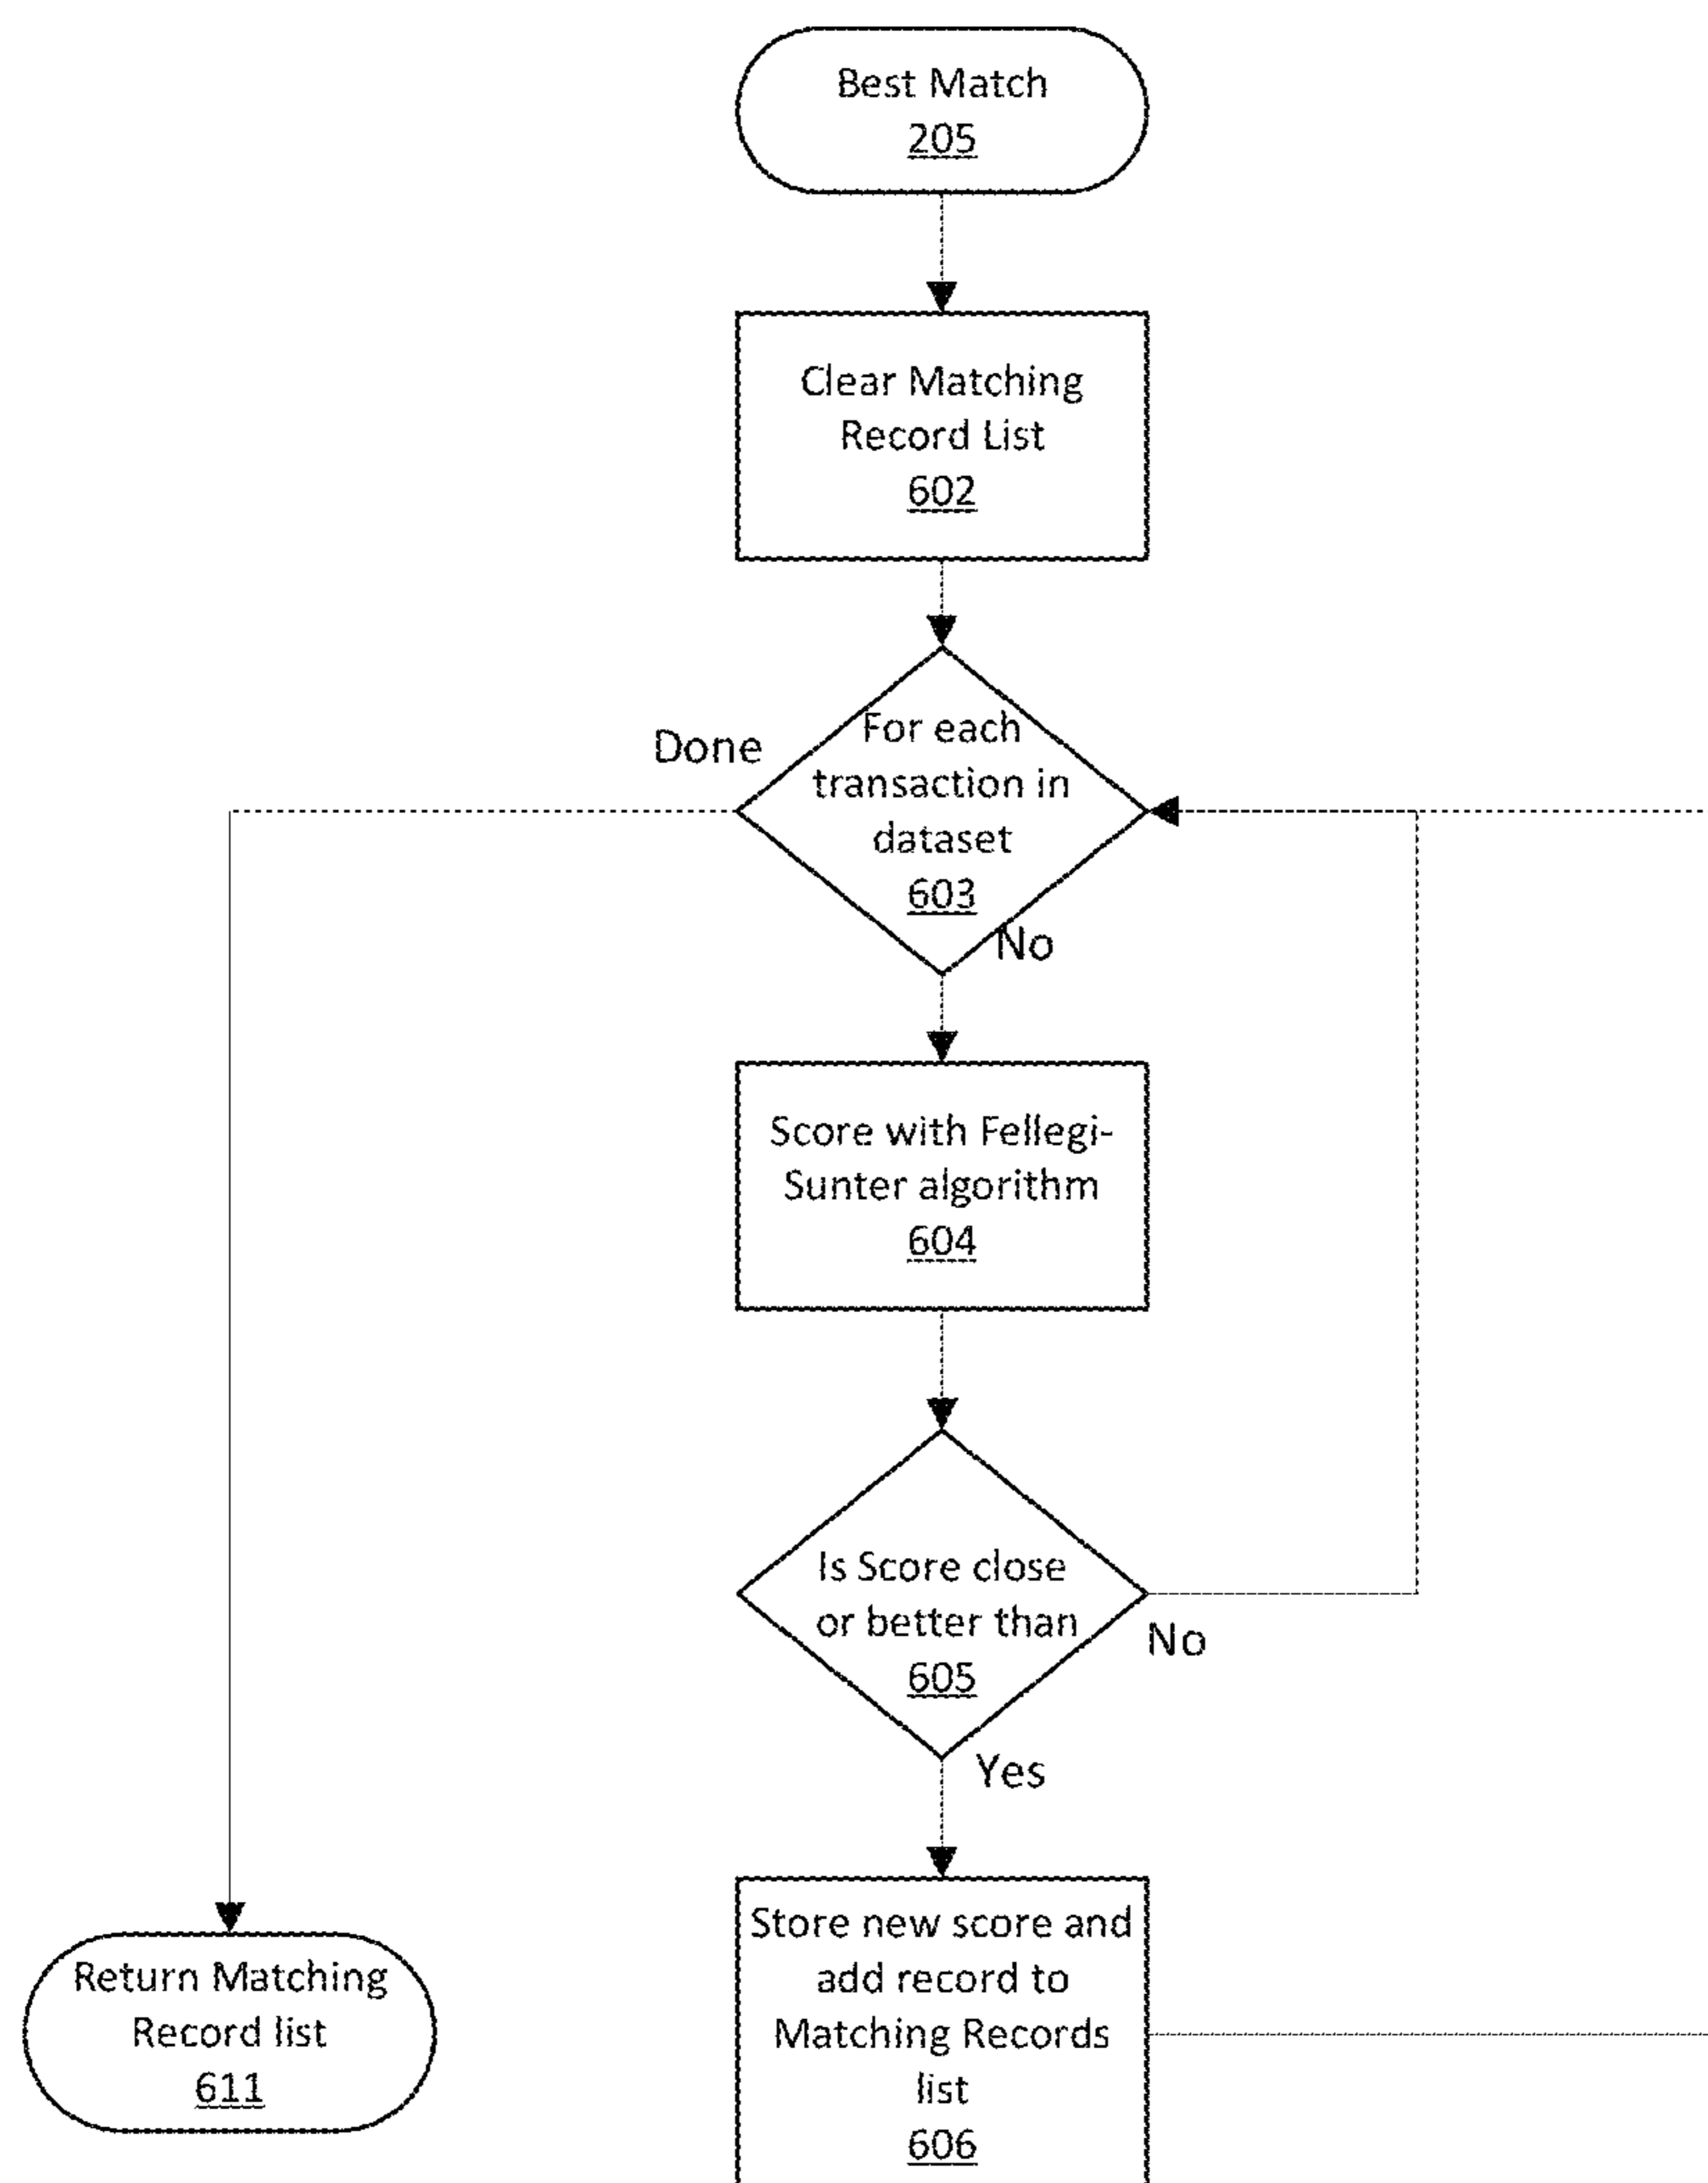 Best Match
205
Clear Matching
Record List
602
Done
For each
transaction in
dataset
603
No
Score with Fellegi-
Sunter algorithm
604
Is Score close
or better than
605
No
Yes
Store new score and
add record to
Matching Records
list
606
Return Matching
Record list
611